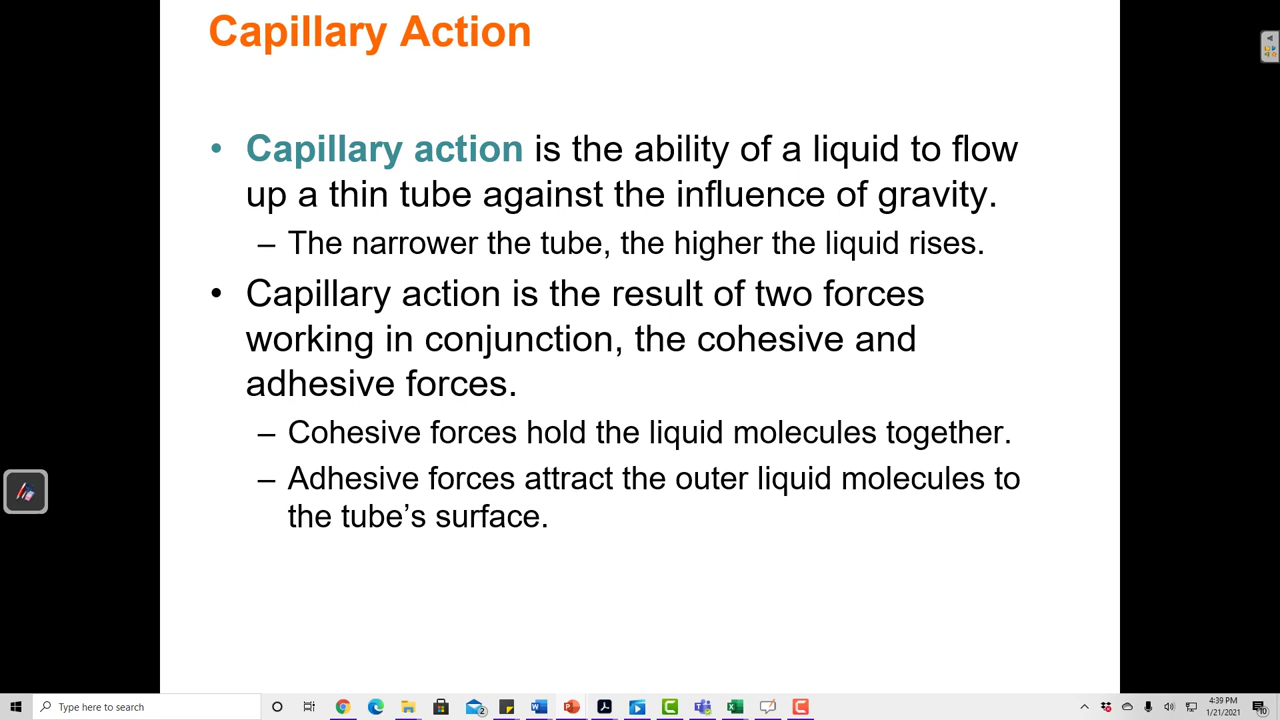 Capillary Action
• Capillary action is the ability of a liquid to flow
up a thin tube against the influence of gravity.
– The narrower the tube, the higher the liquid rises.
• Capillary action is the result of two forces
working in conjunction, the cohesive and
adhesive forces.
– Cohesive forces hold the liquid molecules together.
– Adhesive forces attract the outer liquid molecules to
the tube’s surface.
Type here to search
2
4:39 PM
1/21/2021
10